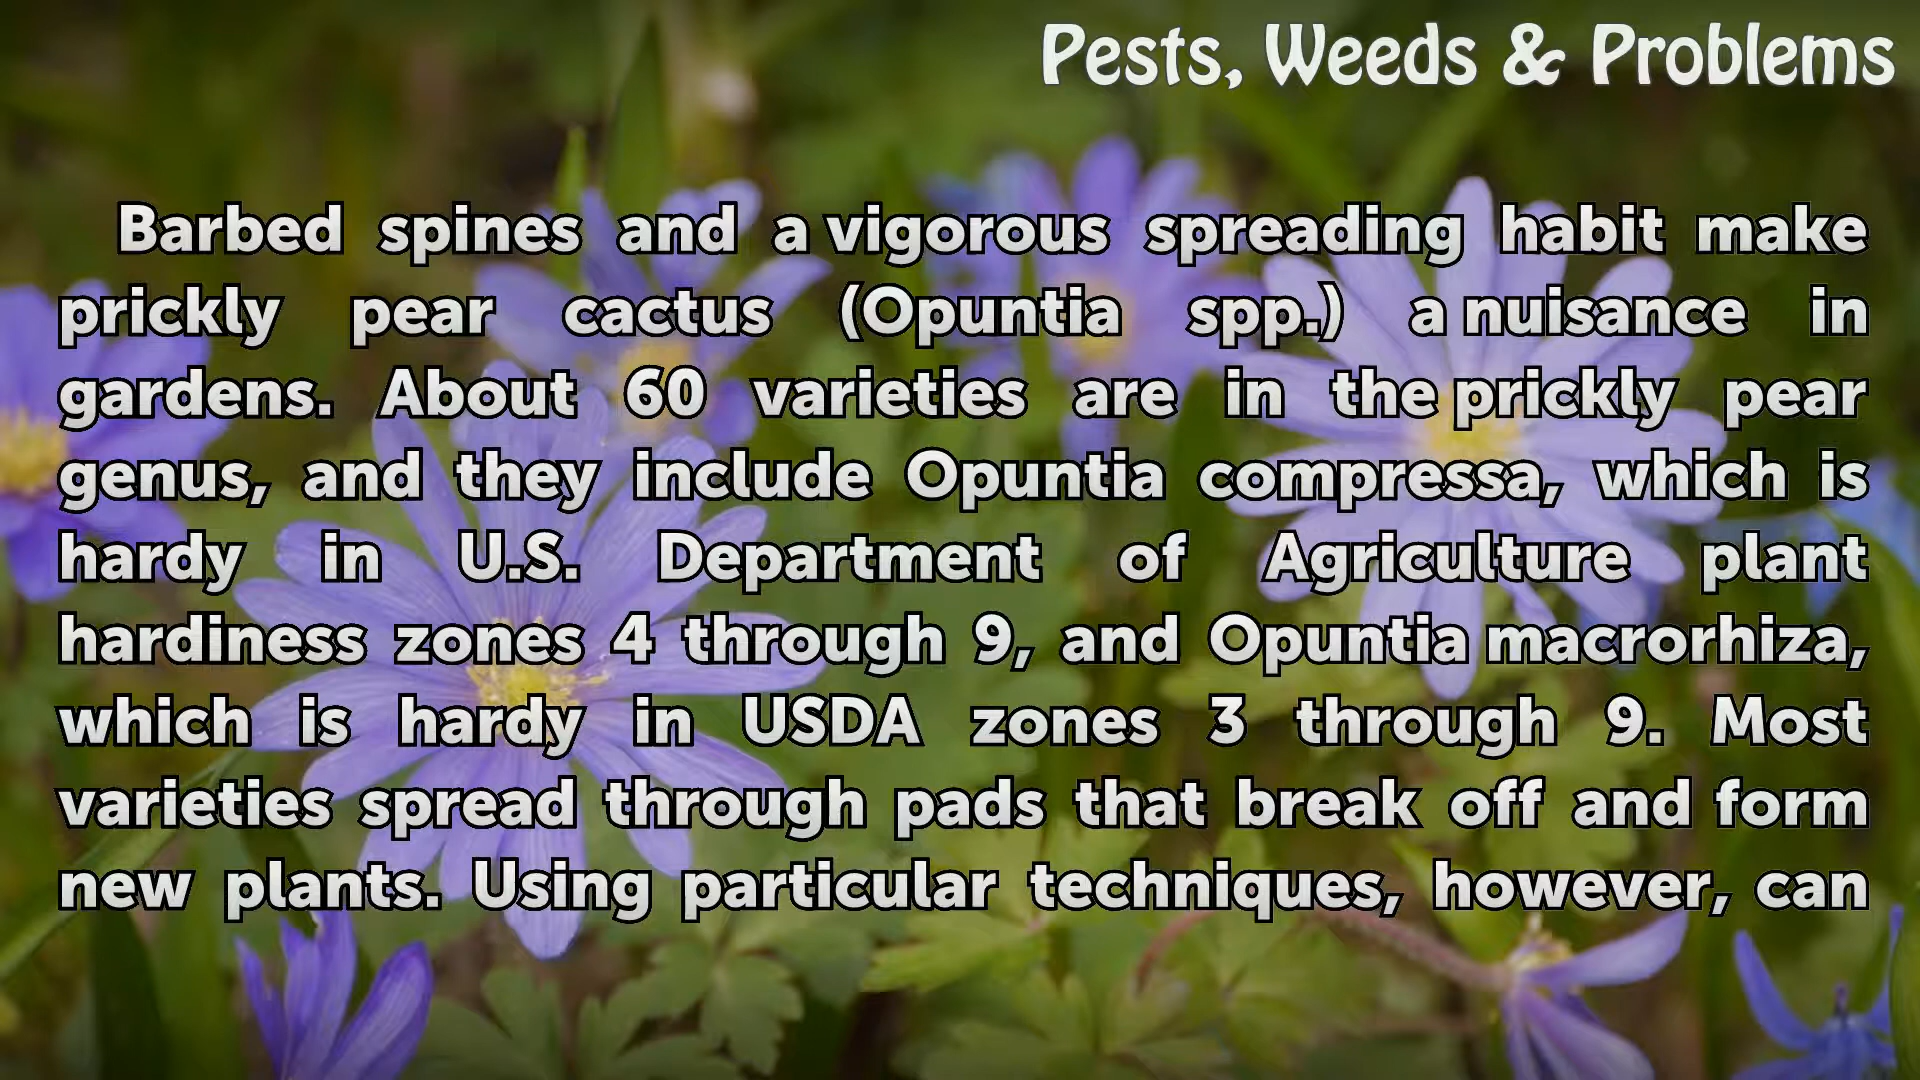 Pests, Weeds & Problems
Barbed spines and a vigorous spreading habit make
prickly pear cactus (Opuntia spp.) a nuisance in
gardens. About 60 varieties are in the prickly pear
genus, and they include Opuntia compressa, which is
hardy in U.S. Department of Agriculture plant
hardiness zones 4 through 9, and Opuntia macrorhiza,
which is hardy in USDA zones 3 through 9. Most
varieties spread through pads that break off and form
new plants. Using particular techniques, however, can